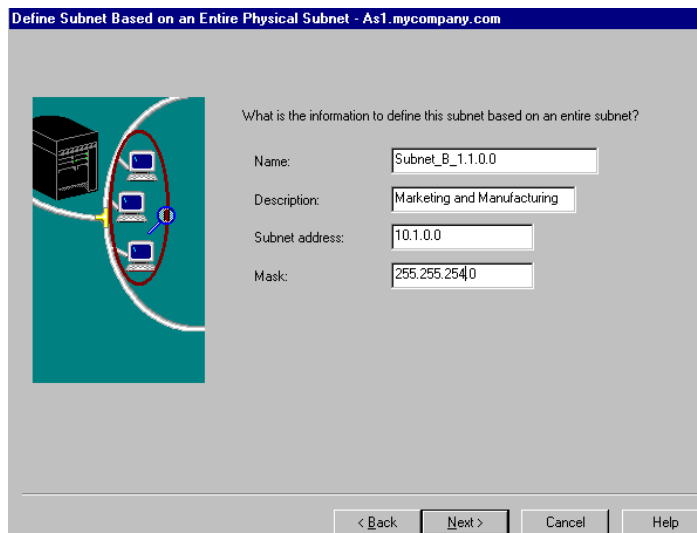 Define Subnet Based on an Entire Physical Subnet - As1.mycompany.com
What is the information to define this subnet based on an entire subnet?
Name: Subnet_B_1.1.0.0
Description: Marketing and Manufacturing
Subnet address: 10.1.0.0
Mask: 255.255.254.0
< Back Next > Cancel Help